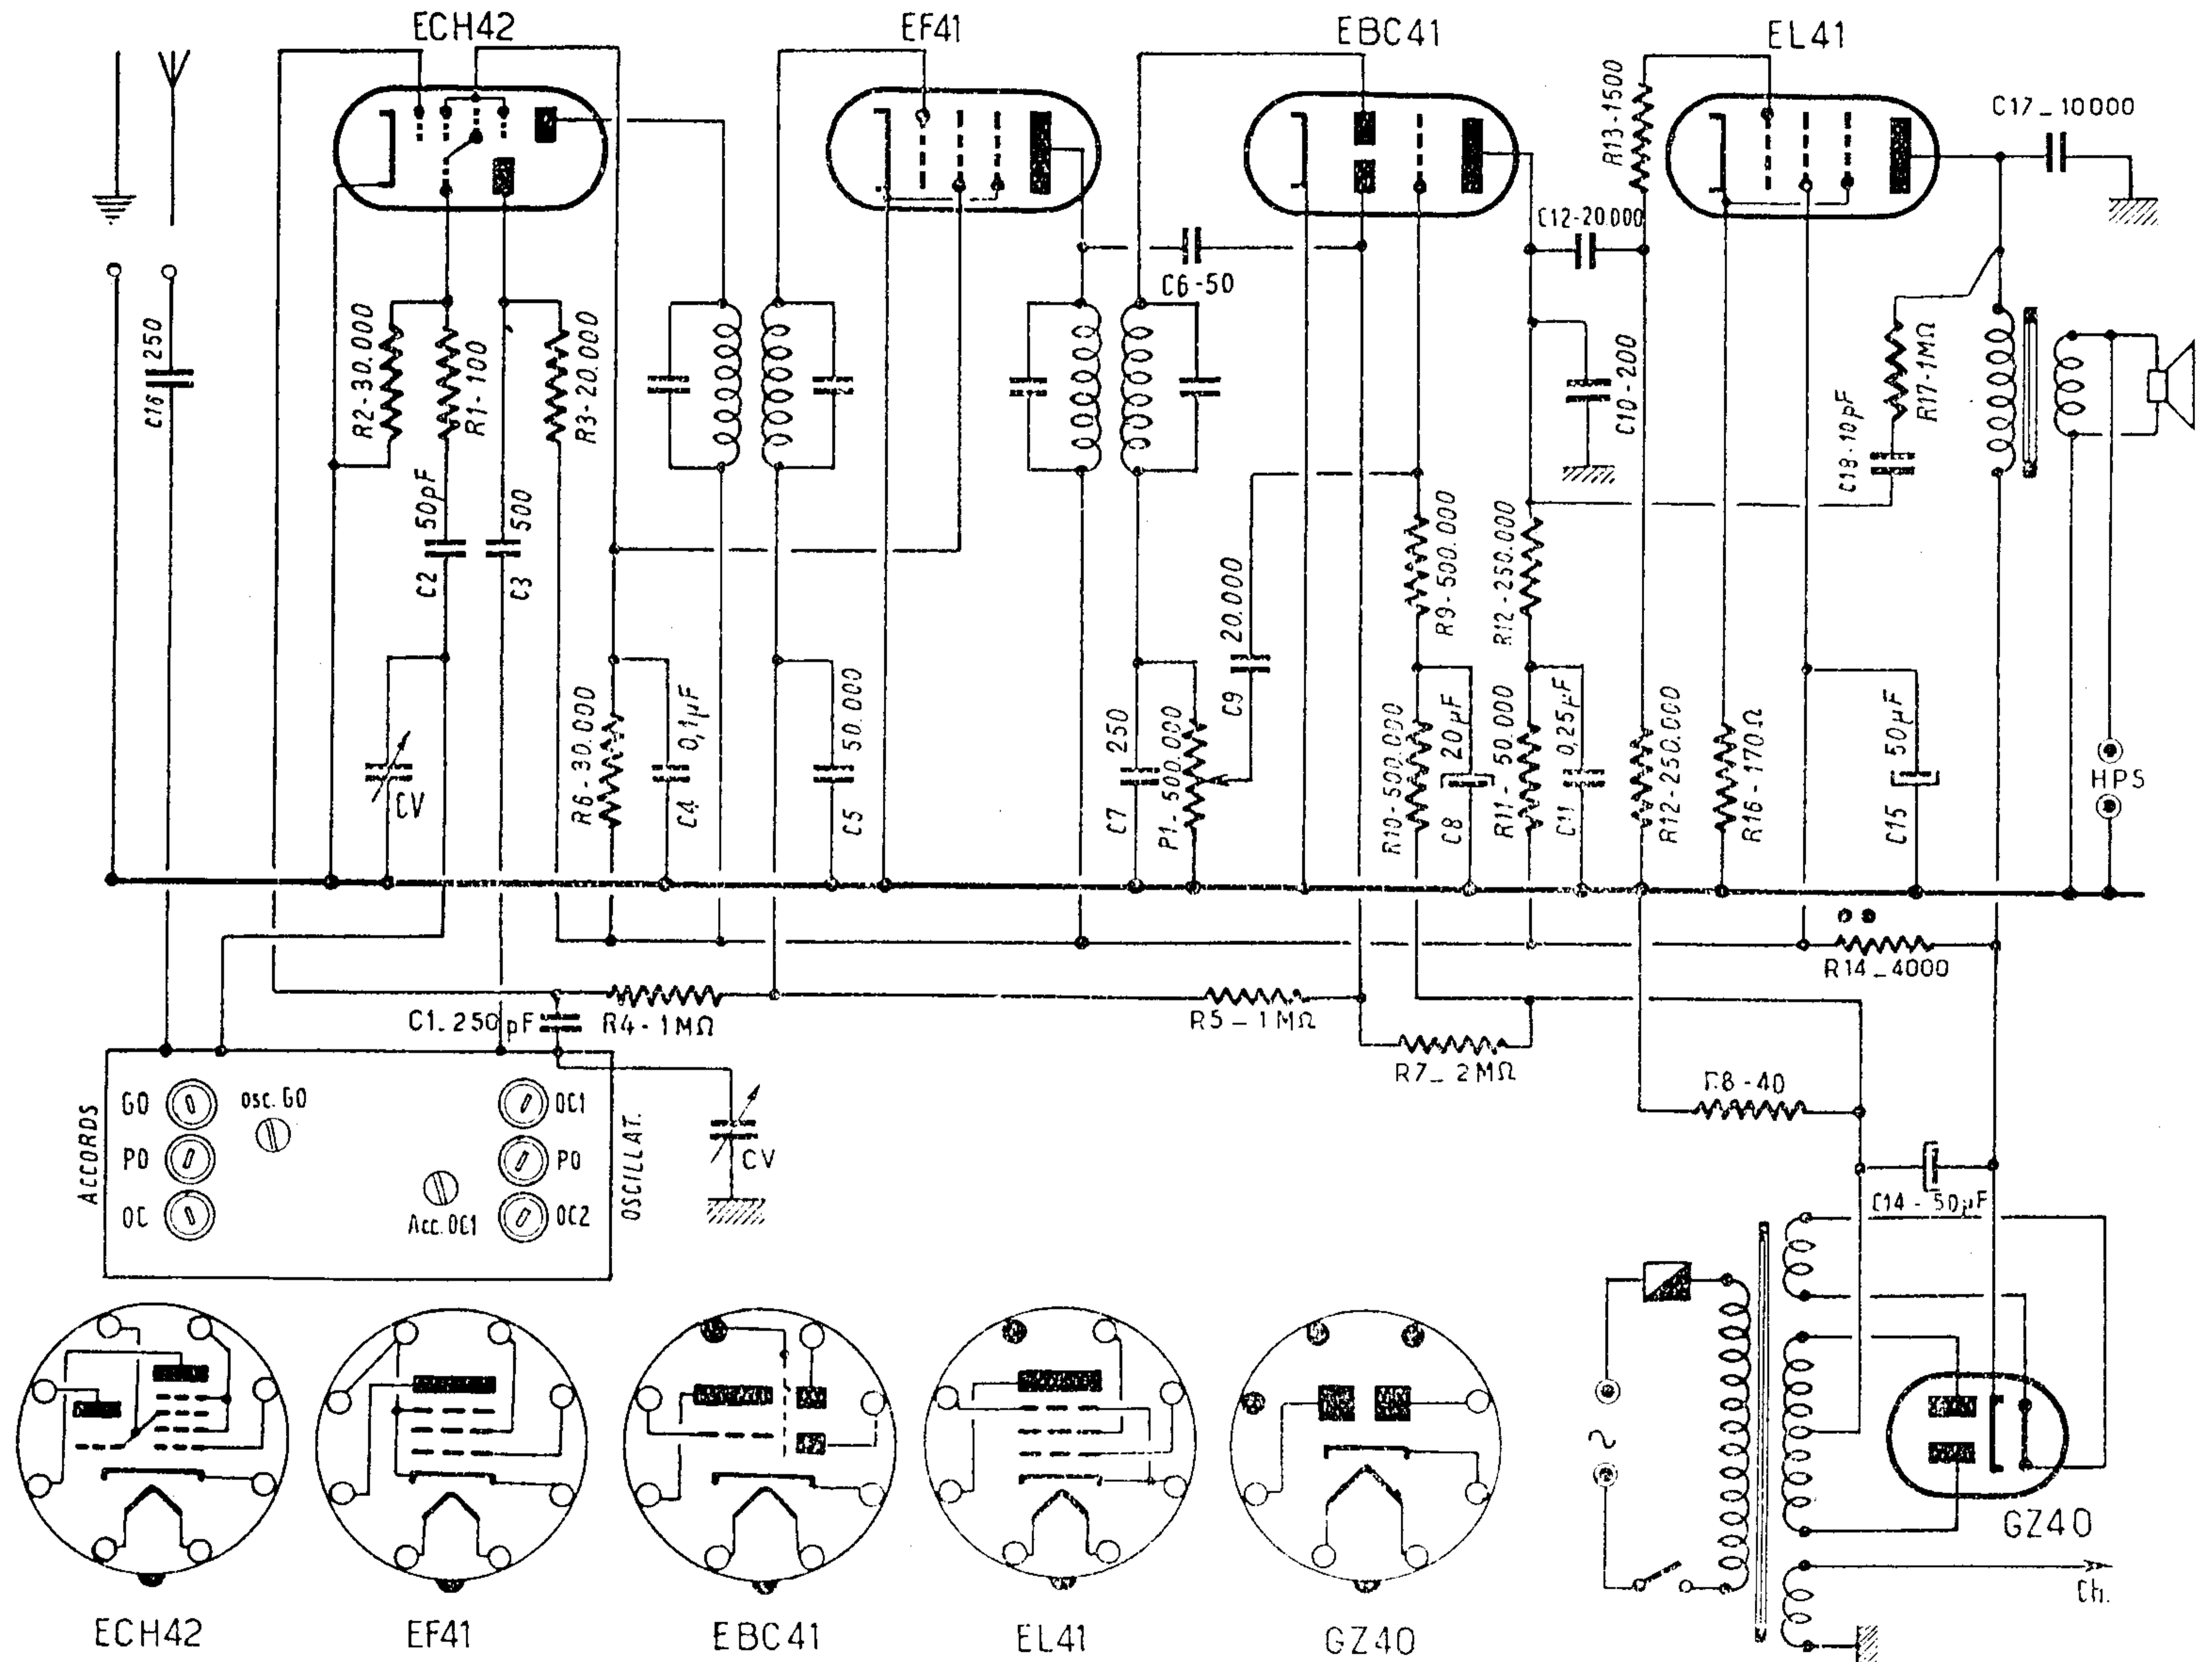 ECH42
EF41
EBC41
EL41
C17_10000
R13-1500
C12-20.000
C6-50
C16 250
R2-30.000
R1-100
R3-20.000
C10-200
R17-1MΩ
C18-10pF
C2 50pF
C3 500
R9-500.000
R12-250.000
C9 20.000
CV
R6-30.000
C4 0,1µF
C5 50.000
C7 250
P1-500.000
R10-500.000
C8 20µF
R11-50.000
C11 0,25µF
R12-250.000
R16-170Ω
C15 50µF
HPS
R14_4000
C1_250pF
R4-1MΩ
R5_1MΩ
R7_2MΩ
R8-40
C14-50µF
ACCORDS
GO
PO
OC
Osc. GO
Acc. OC1
OC1
PO
OC2
OSCILLAT.
CV
GZ40
Ch.
ECH42
EF41
EBC41
EL41
GZ40